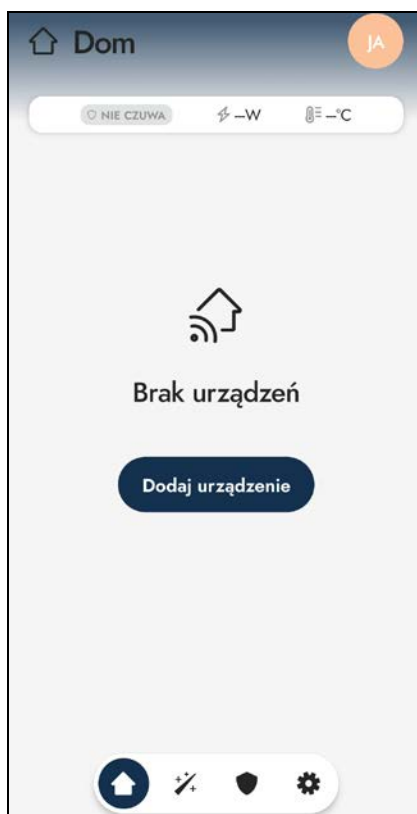 Dom
JA
NIE CZUWA –W –°C
Brak urządzeń
Dodaj urządzenie